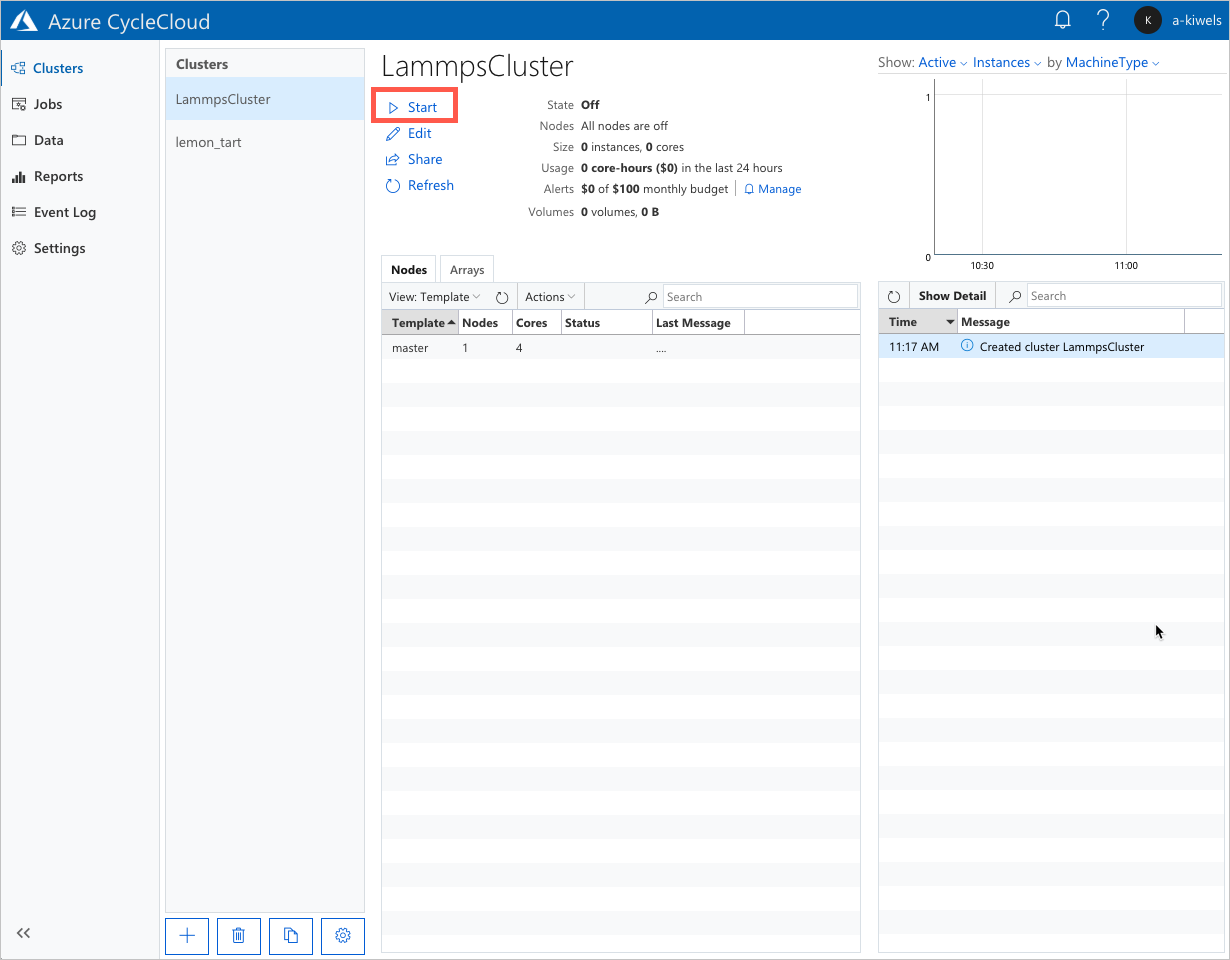 Azure CycleCloud
K
a-kiwels
Clusters
Jobs
Data
Reports
Event Log
Settings
Clusters
LammpsCluster
lemon_tart
LammpsCluster
Start
Edit
Share
Refresh
State Off
Nodes All nodes are off
Size 0 instances, 0 cores
Usage 0 core-hours ($0) in the last 24 hours
Alerts $0 of $100 monthly budget Manage
Volumes 0 volumes, 0 B
Show: Active Instances by MachineType
1
0
10:30 11:00
Nodes Arrays
View: Template Actions Search
Template Nodes Cores Status Last Message
master 1 4 ....
Show Detail Search
Time Message
11:17 AM Created cluster LammpsCluster